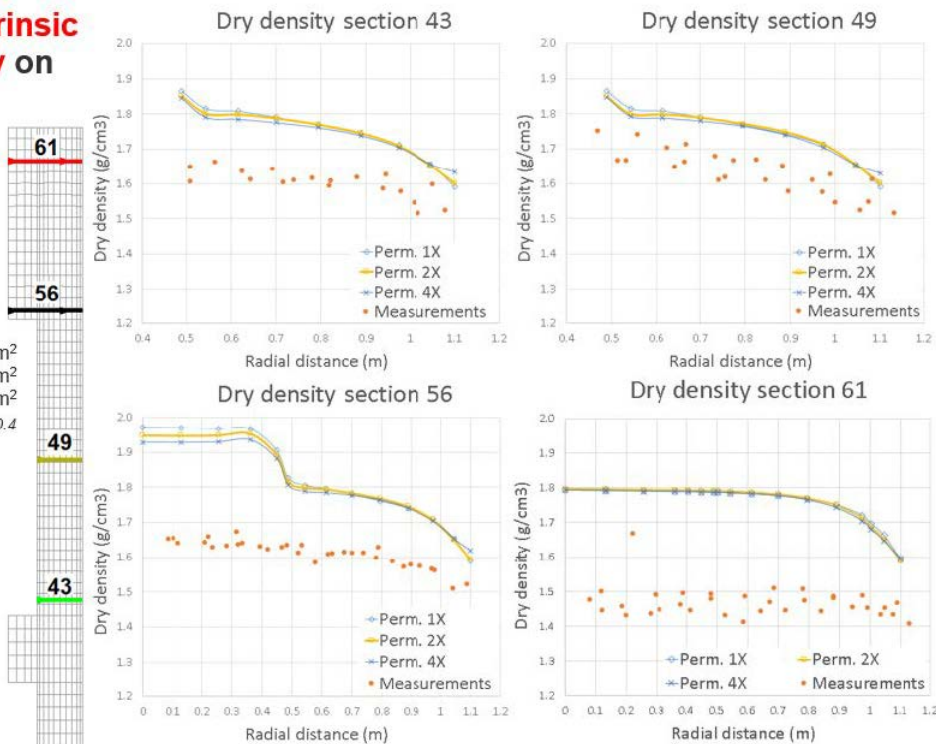 rinsic
y on
61
56
m²
m²
m²
0.4
49
43
Dry density section 43
Dry density (g/cm3)
2.0
1.9
1.8
1.7
1.6
1.5
1.4
1.3
1.2
Perm. 1X
Perm. 2X
Perm. 4X
Measurements
0.4 0.5 0.6 0.7 0.8 0.9 1 1.1 1.2
Radial distance (m)
Dry density section 49
Dry density (g/cm3)
2.0
1.9
1.8
1.7
1.6
1.5
1.4
1.3
1.2
Perm. 1X
Perm. 2X
Perm. 4X
Measurements
0.4 0.5 0.6 0.7 0.8 0.9 1 1.1 1.2
Radial distance (m)
Dry density section 56
Dry density (g/cm3)
2.0
1.9
1.8
1.7
1.6
1.5
1.4
1.3
1.2
Perm. 1X
Perm. 2X
Perm. 4X
Measurements
0 0.1 0.2 0.3 0.4 0.5 0.6 0.7 0.8 0.9 1 1.1 1.2
Radial distance (m)
Dry density section 61
Dry density (g/cm3)
2.0
1.9
1.8
1.7
1.6
1.5
1.4
1.3
1.2
Perm. 1X Perm. 2X
Perm. 4X Measurements
0 0.1 0.2 0.3 0.4 0.5 0.6 0.7 0.8 0.9 1 1.1 1.2
Radial distance (m)